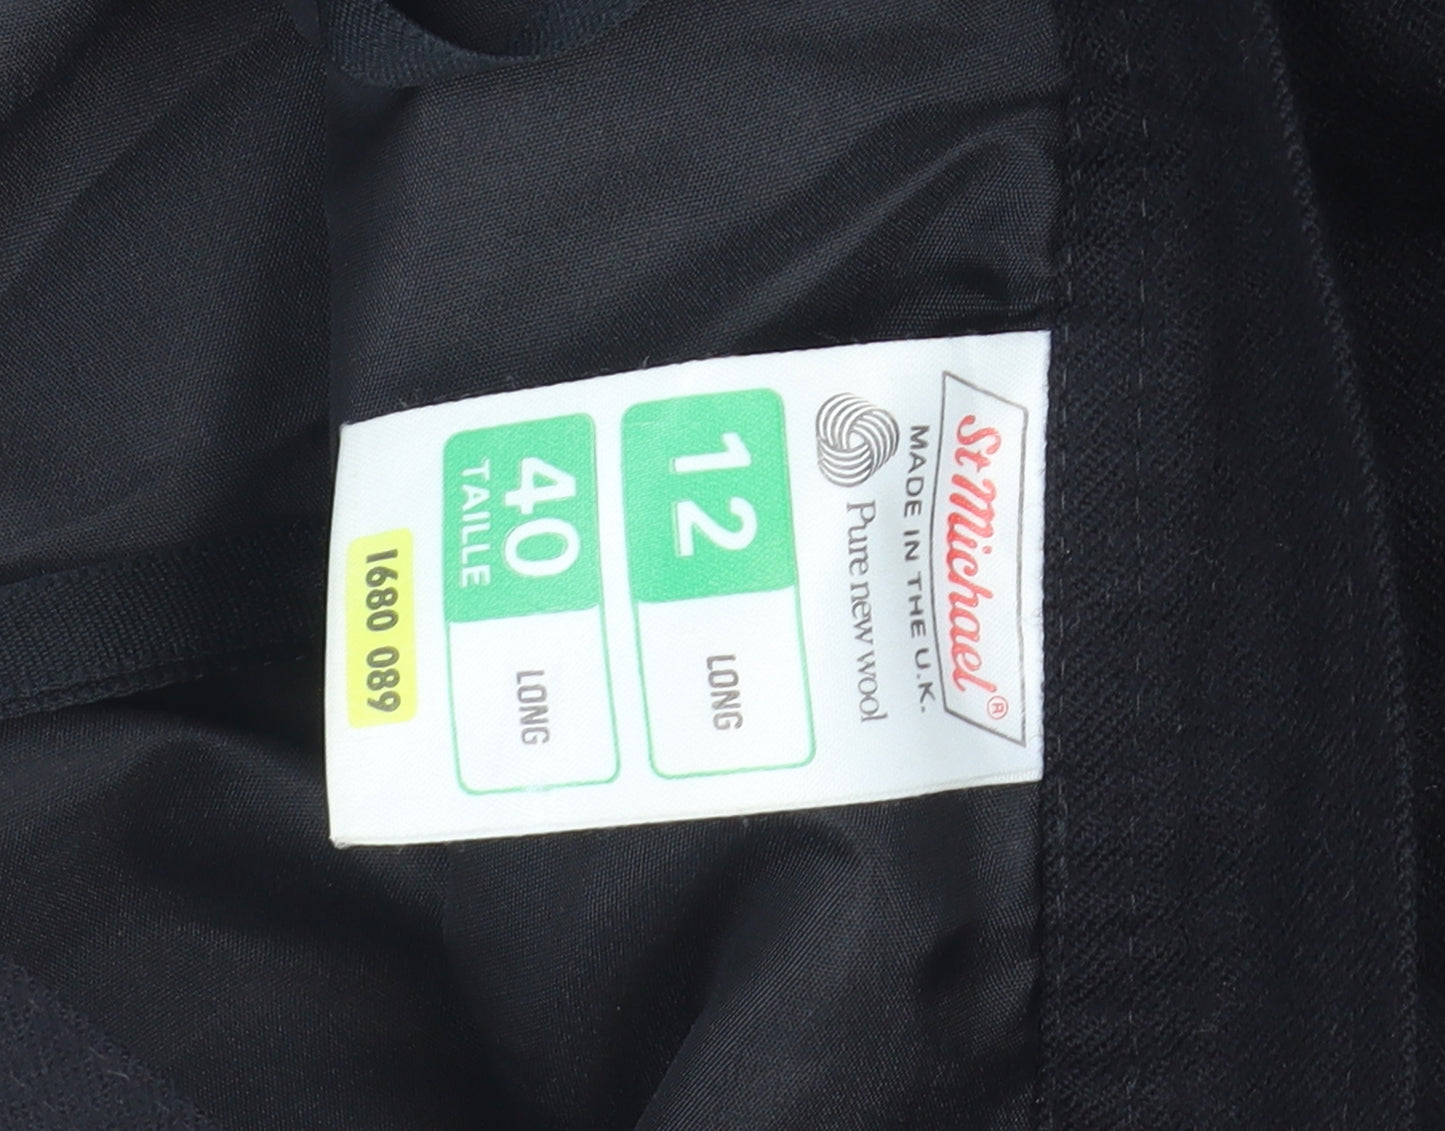 St Michael®
MADE IN THE U.K.
Pure new wool
12
LONG
40
TAILLE
LONG
1680 089